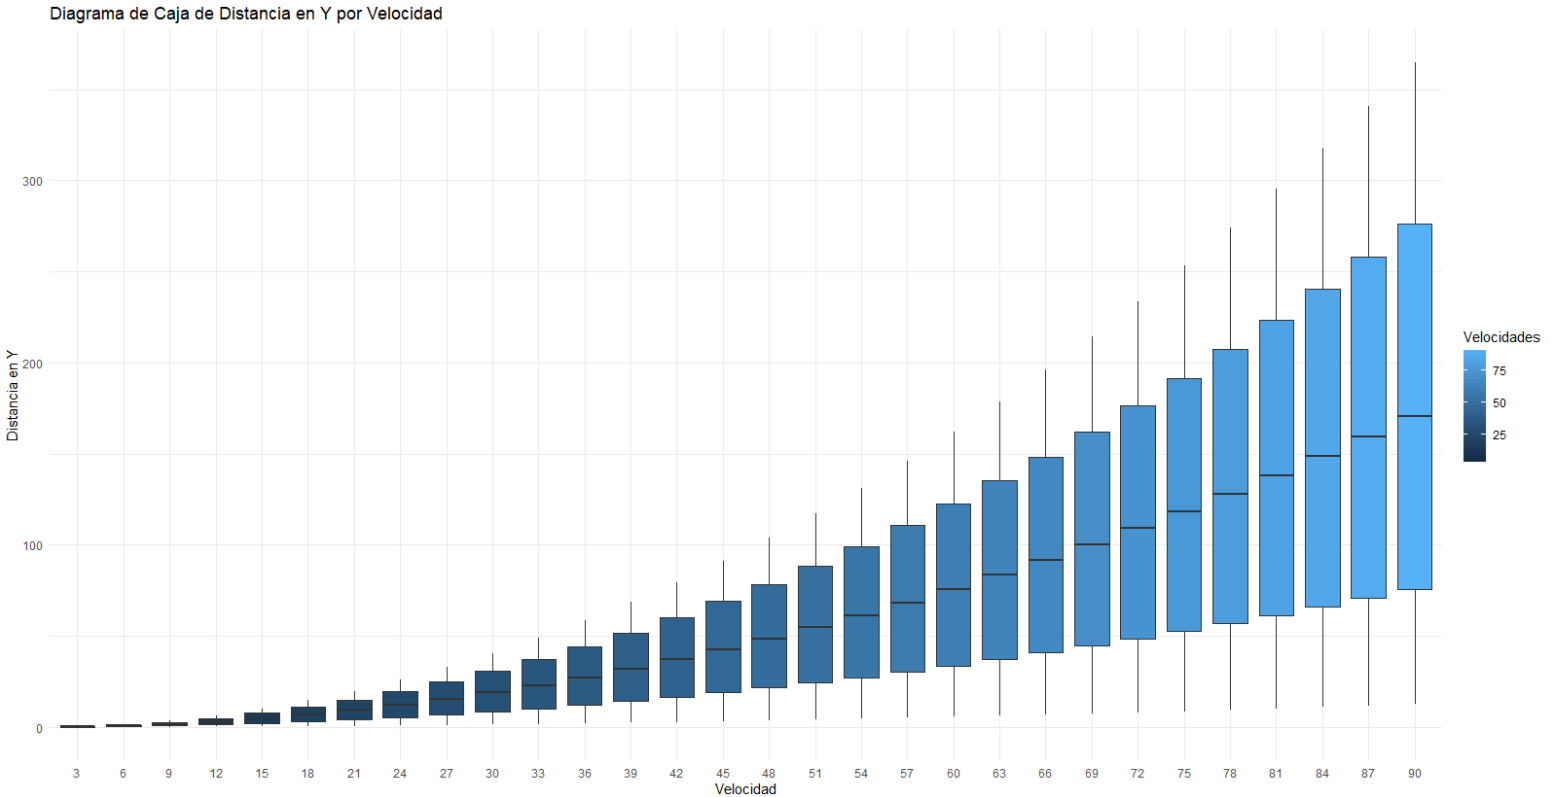 Diagrama de Caja de Distancia en Y por Velocidad
Distancia en Y
300
200
100
0
3 6 9 12 15 18 21 24 27 30 33 36 39 42 45 48 51 54 57 60 63 66 69 72 75 78 81 84 87 90
Velocidad
Velocidades
75
50
25